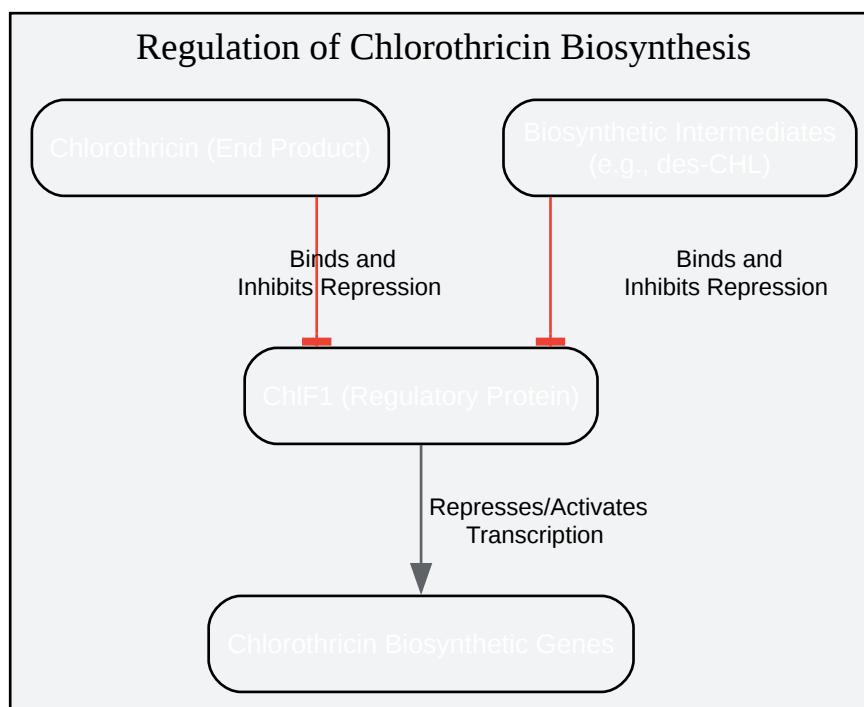 Regulation of Chlorothricin Biosynthesis
Chlorothricin (End Product)
Biosynthetic Intermediates
(e.g., des-CHL)
Binds and
Inhibits Repression
Binds and
Inhibits Repression
ChlF1 (Regulatory Protein)
Represses/Activates
Transcription
Chlorothricin Biosynthetic Genes